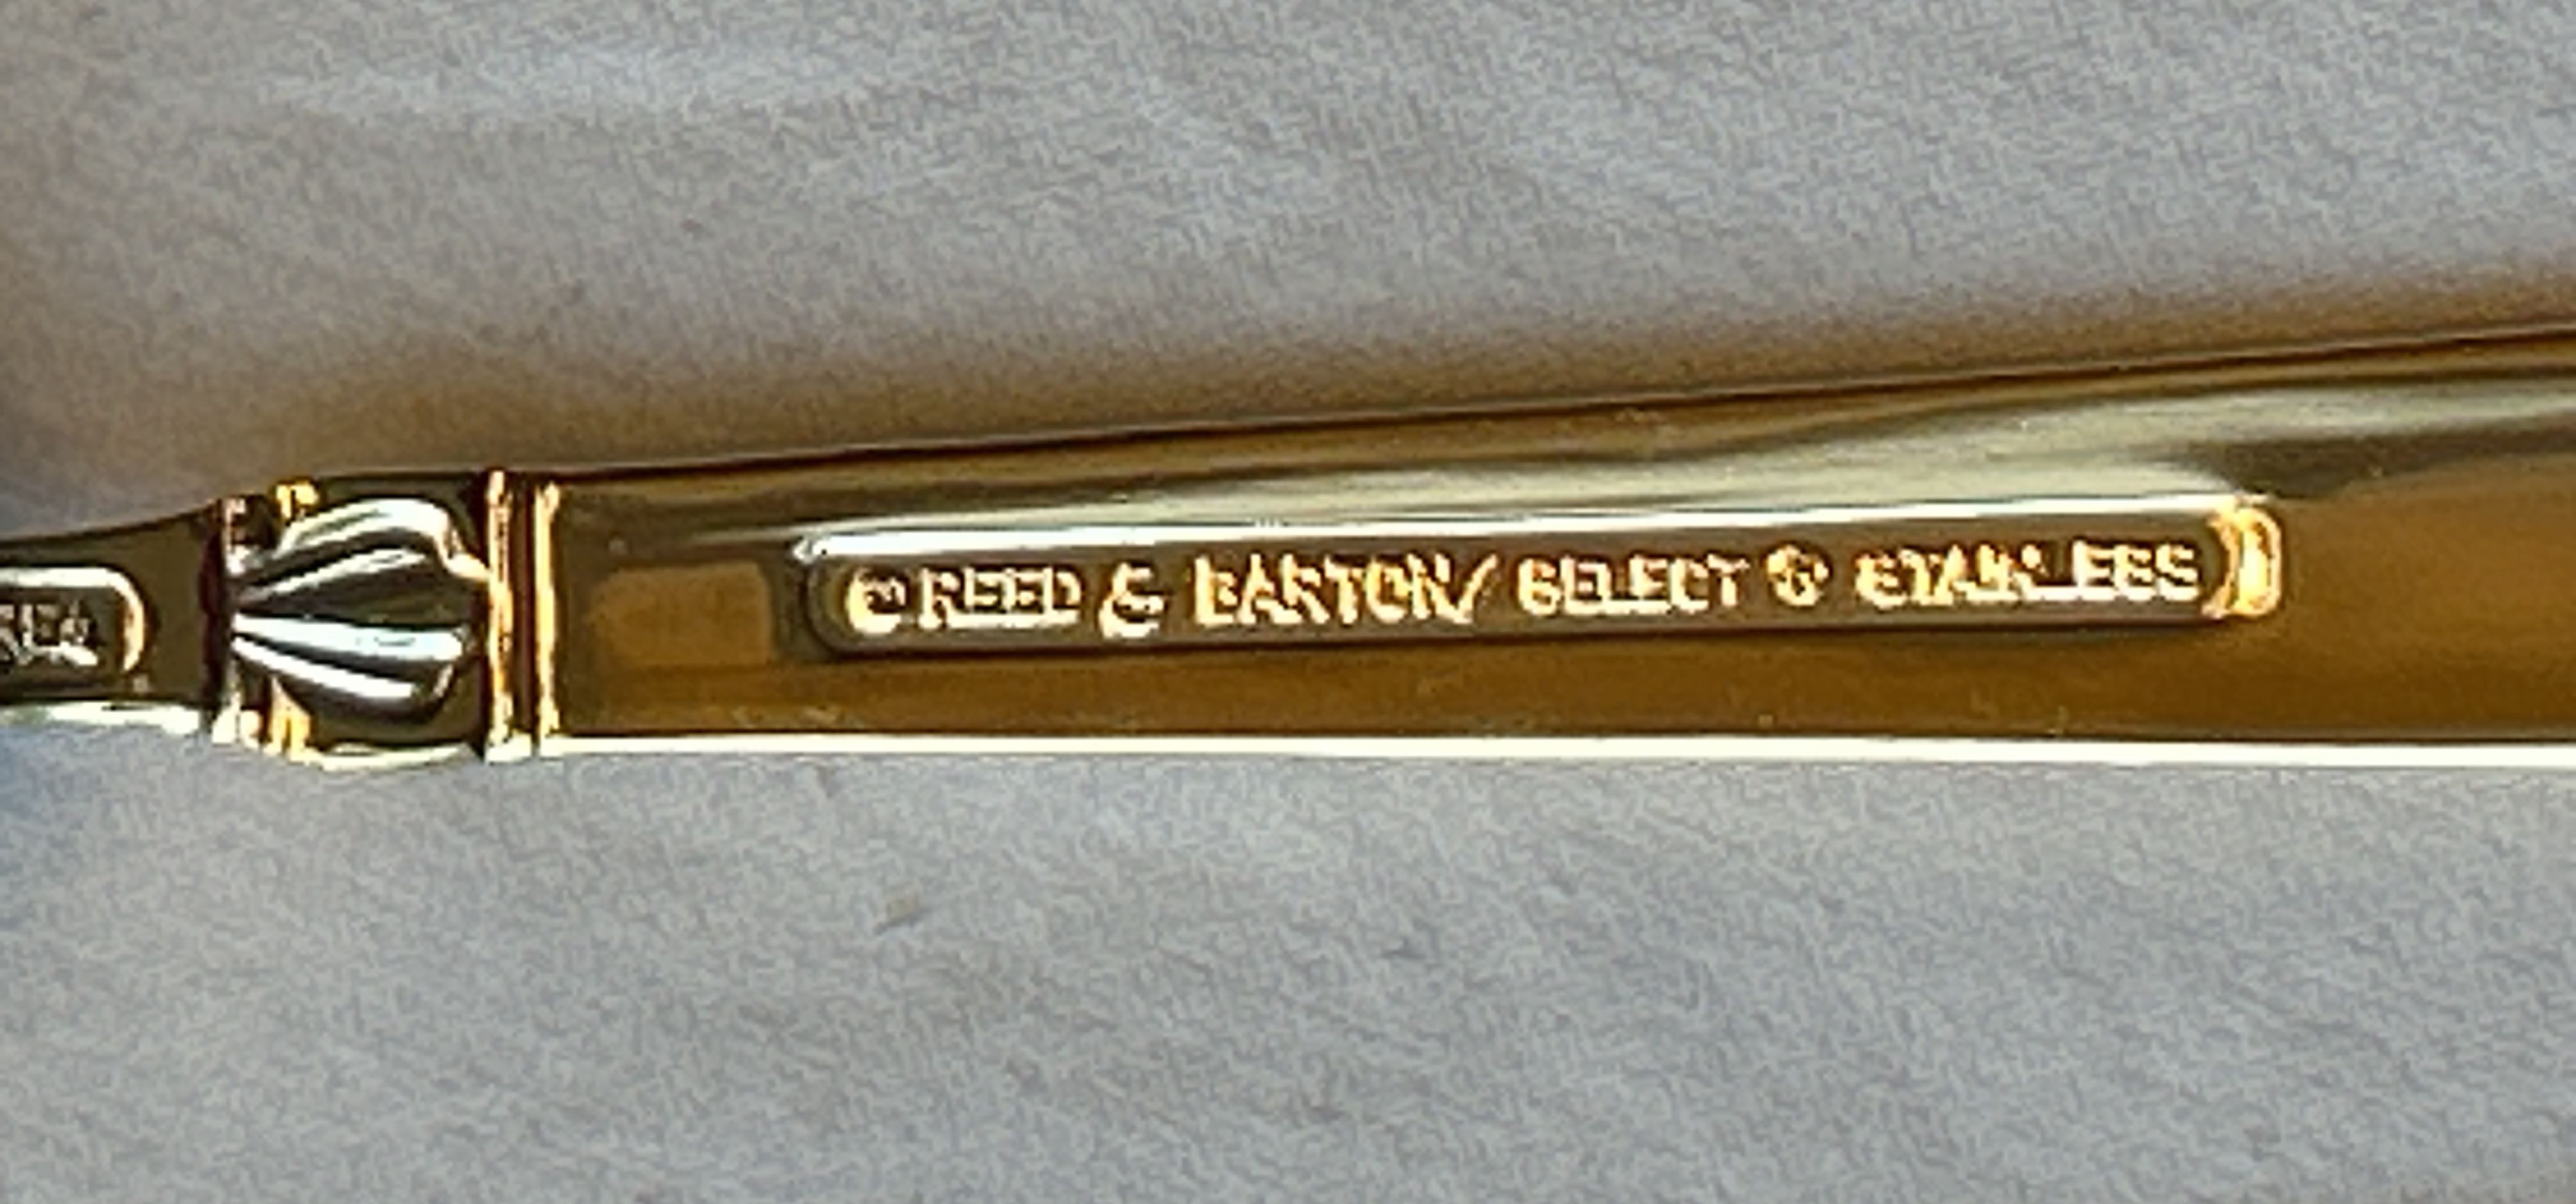 © REED & BARTON / SELECT ® STAINLESS